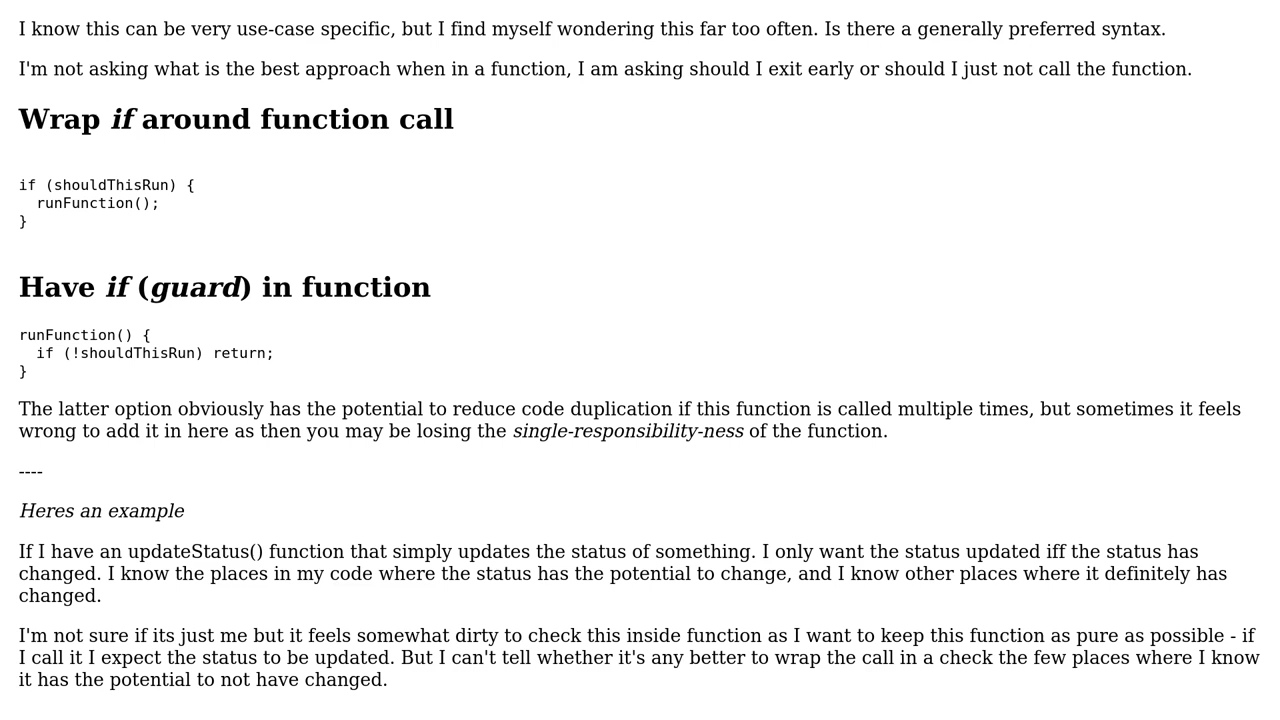 I know this can be very use-case specific, but I find myself wondering this far too often. Is there a generally preferred syntax.
I'm not asking what is the best approach when in a function, I am asking should I exit early or should I just not call the function.
Wrap if around function call
if (shouldThisRun) {
  runFunction();
}
Have if (guard) in function
runFunction() {
  if (!shouldThisRun) return;
}
The latter option obviously has the potential to reduce code duplication if this function is called multiple times, but sometimes it feels
wrong to add it in here as then you may be losing the single-responsibility-ness of the function.
----
Heres an example
If I have an updateStatus() function that simply updates the status of something. I only want the status updated iff the status has
changed. I know the places in my code where the status has the potential to change, and I know other places where it definitely has
changed.
I'm not sure if its just me but it feels somewhat dirty to check this inside function as I want to keep this function as pure as possible - if
I call it I expect the status to be updated. But I can't tell whether it's any better to wrap the call in a check the few places where I know
it has the potential to not have changed.